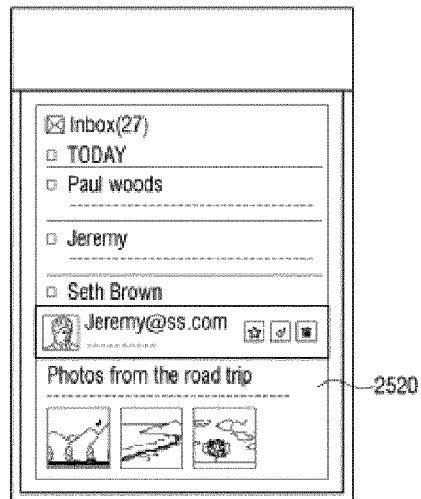 Inbox(27)
TODAY
Paul woods
Jeremy
Seth Brown
Jeremy@ss.com
Photos from the road trip
2520